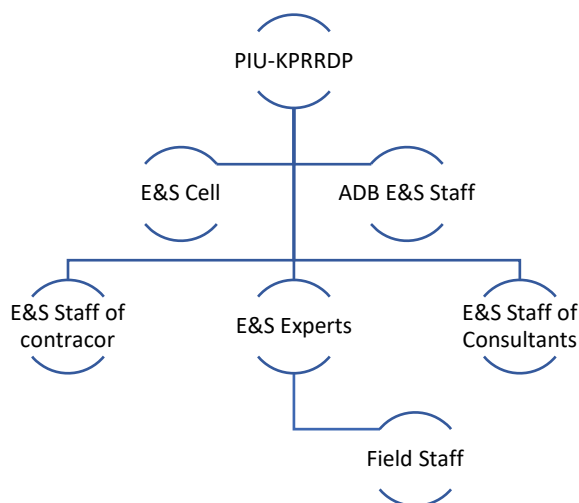 PIU-KPRRDP
E&S Cell
ADB E&S Staff
E&S Staff of
contracor
E&S Experts
E&S Staff of
Consultants
Field Staff